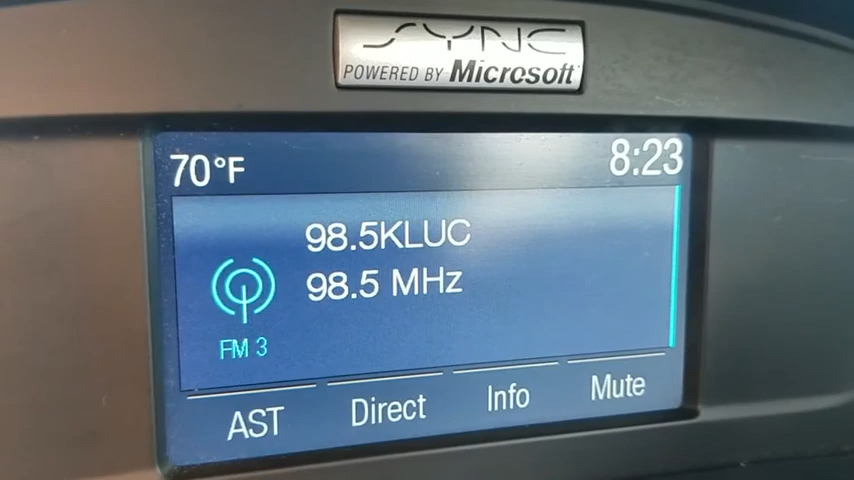 SYNC
POWERED BY Microsoft
70°F 8:23
98.5KLUC
98.5 MHz
FM 3
AST Direct Info Mute